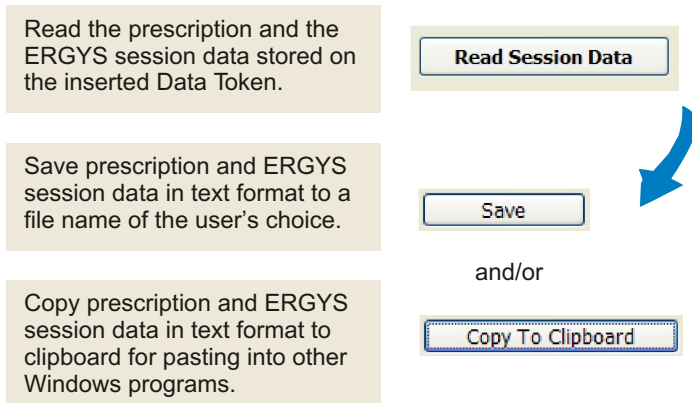 Read the prescription and the
ERGYS session data stored on
the inserted Data Token.
Read Session Data
Save prescription and ERGYS
session data in text format to a
file name of the user's choice.
Save
and/or
Copy prescription and ERGYS
session data in text format to
clipboard for pasting into other
Windows programs.
Copy To Clipboard